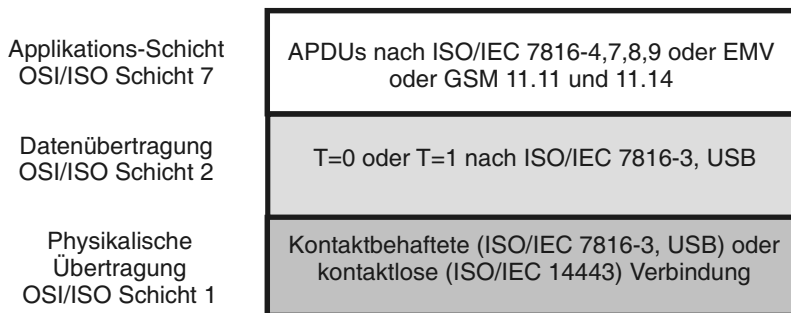 Applikations-Schicht
OSI/ISO Schicht 7
APDUs nach ISO/IEC 7816-4,7,8,9 oder EMV
oder GSM 11.11 und 11.14
Datenübertragung
OSI/ISO Schicht 2
T=0 oder T=1 nach ISO/IEC 7816-3, USB
Physikalische
Übertragung
OSI/ISO Schicht 1
Kontaktbehaftete (ISO/IEC 7816-3, USB) oder
kontaktlose (ISO/IEC 14443) Verbindung